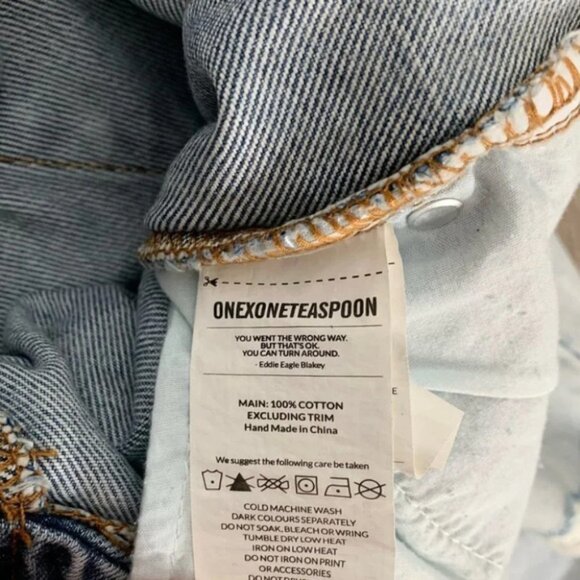 ONEXONETEASPOON
YOU WENT THE WRONG WAY.
BUT THAT'S OK.
YOU CAN TURN AROUND.
- Eddie Eagle Blakey
MAIN: 100% COTTON
EXCLUDING TRIM
Hand Made in China
We suggest the following care be taken
COLD MACHINE WASH
DARK COLOURS SEPARATELY
DO NOT SOAK, BLEACH OR WRING
TUMBLE DRY LOW HEAT
IRON ON LOW HEAT
DO NOT IRON ON PRINT
OR ACCESSORIES
DO NOT
E